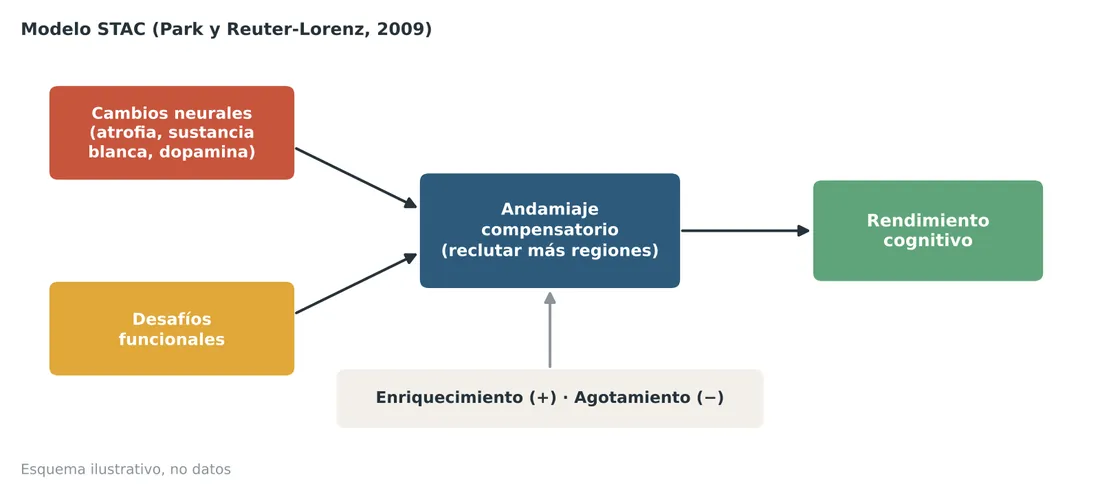 Modelo STAC (Park y Reuter-Lorenz, 2009)
Cambios neurales
(atrofia, sustancia
blanca, dopamina)
Desafíos
funcionales
Andamiaje
compensatorio
(reclutar más regiones)
Rendimiento
cognitivo
Enriquecimiento (+) · Agotamiento (−)
Esquema ilustrativo, no datos